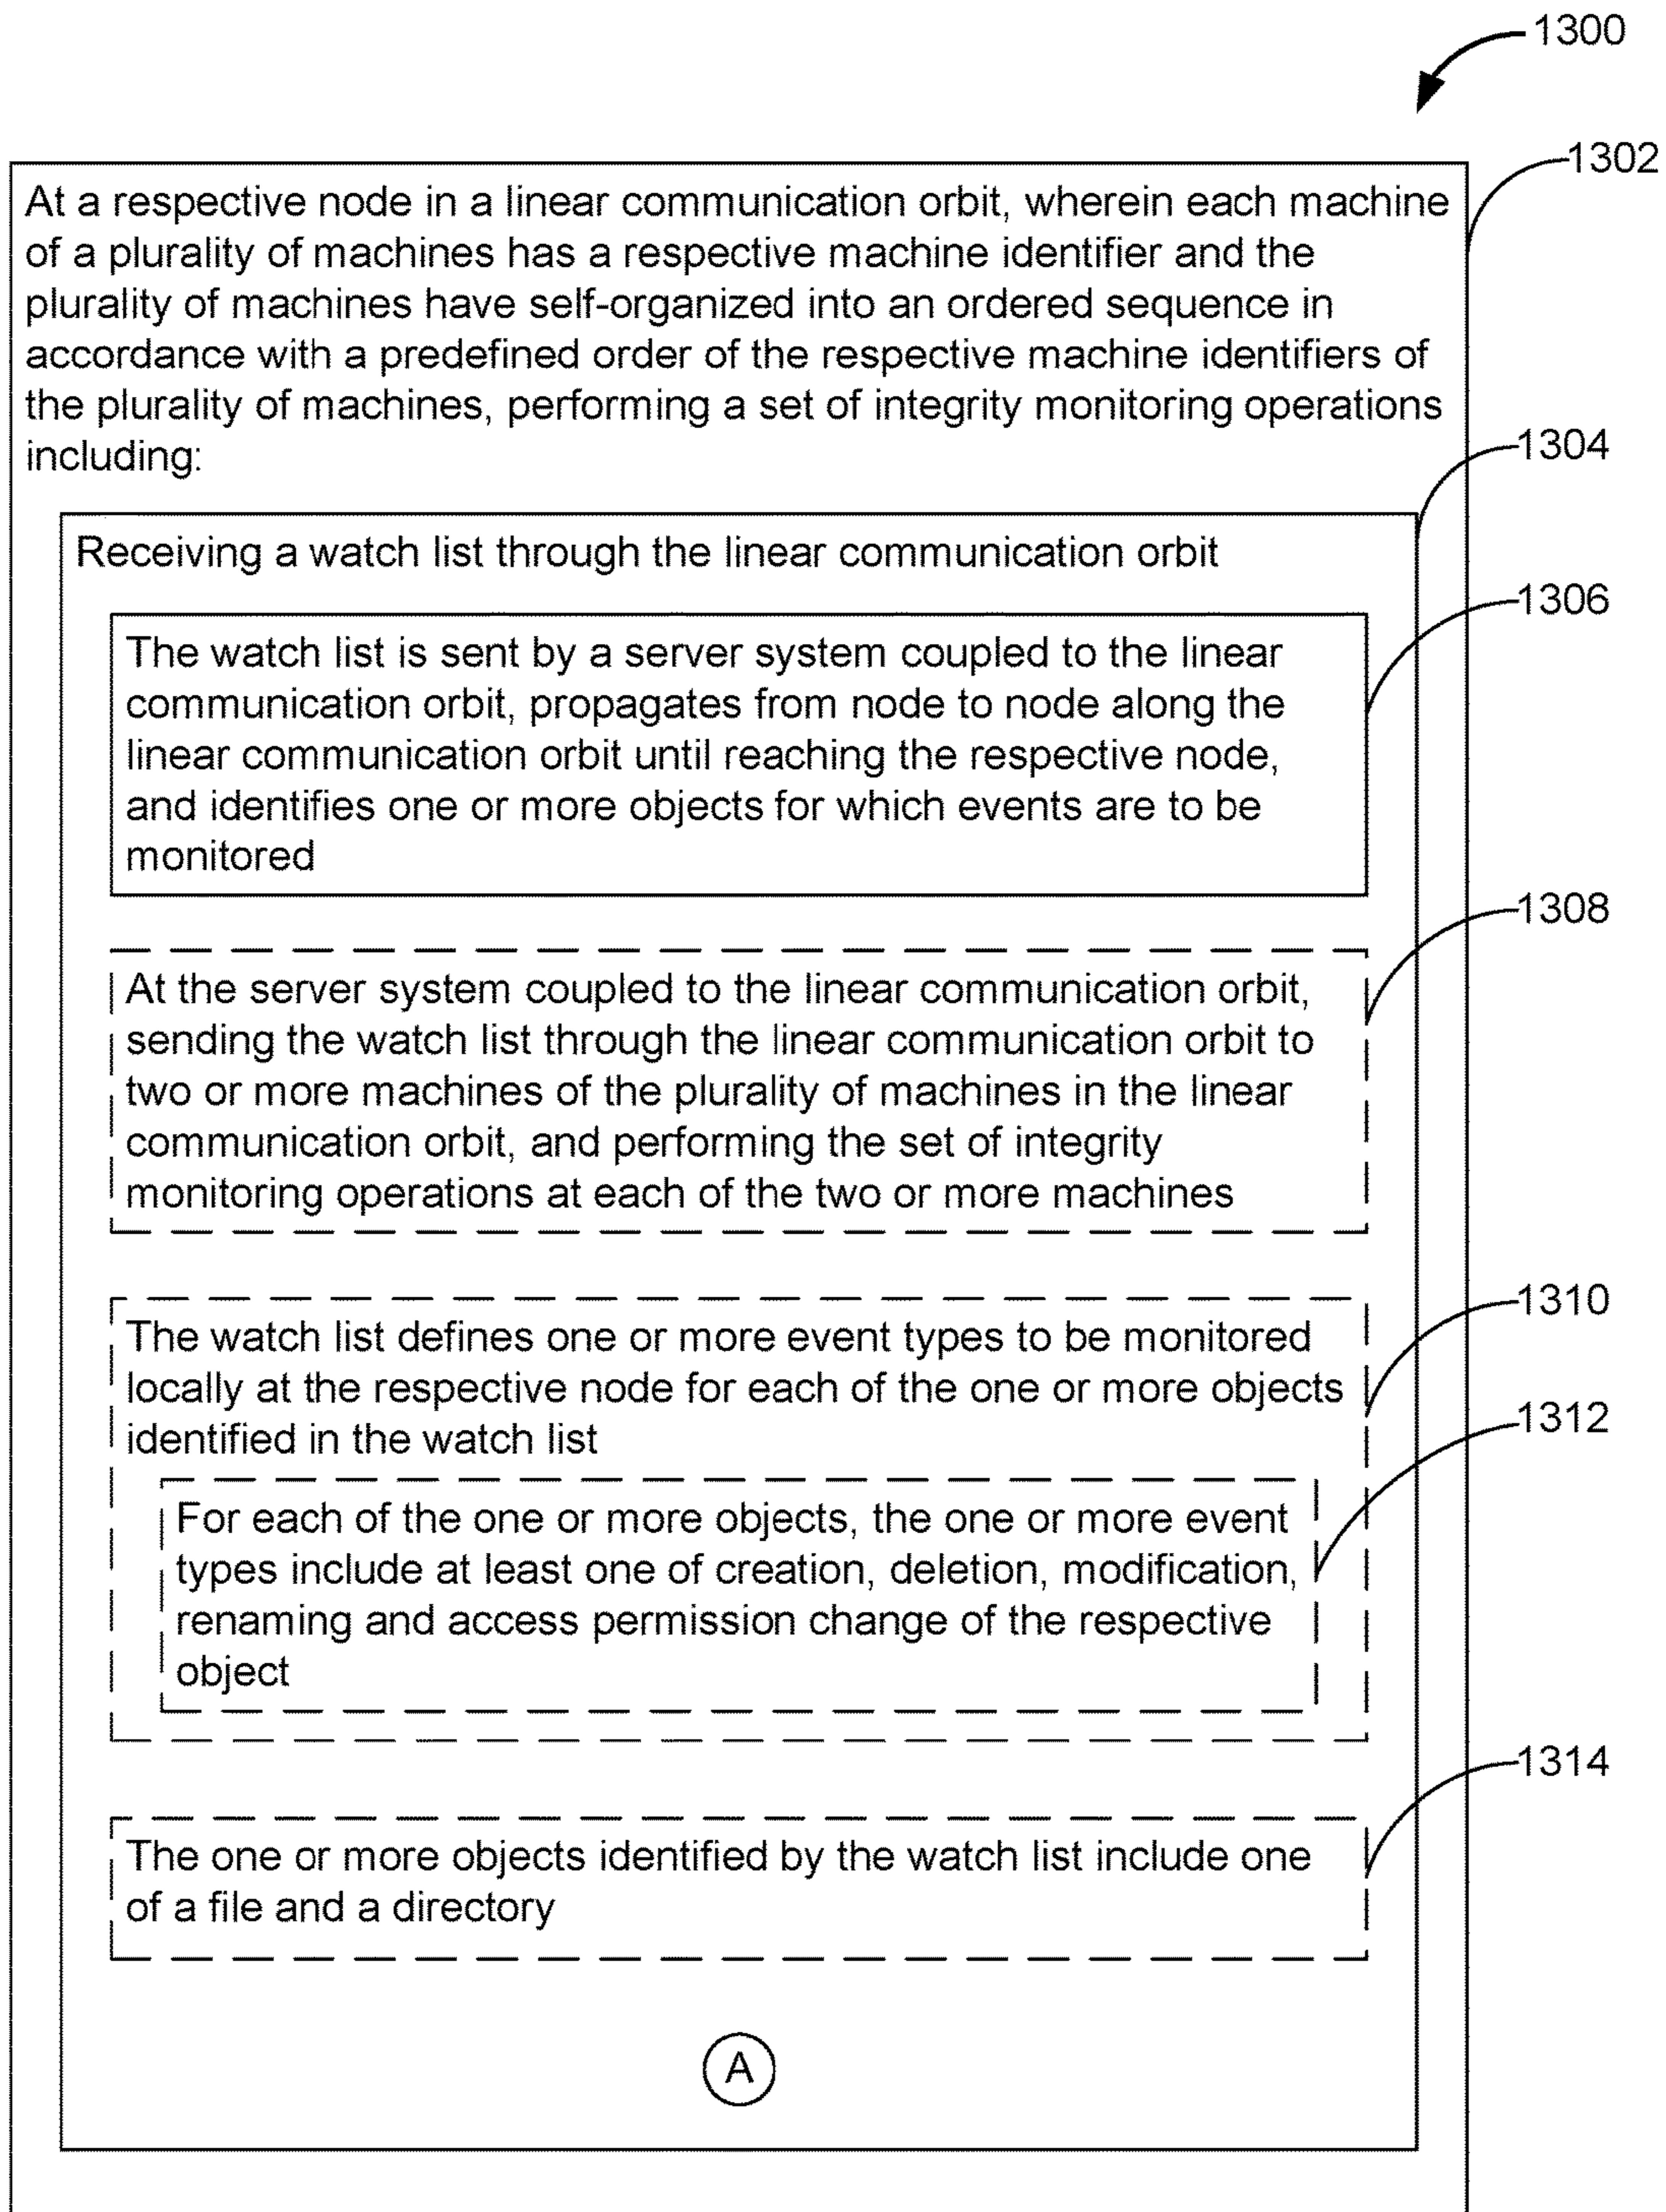 1300
1302
At a respective node in a linear communication orbit, wherein each machine
of a plurality of machines has a respective machine identifier and the
plurality of machines have self-organized into an ordered sequence in
accordance with a predefined order of the respective machine identifiers of
the plurality of machines, performing a set of integrity monitoring operations
including:
1304
Receiving a watch list through the linear communication orbit
1306
The watch list is sent by a server system coupled to the linear
communication orbit, propagates from node to node along the
linear communication orbit until reaching the respective node,
and identifies one or more objects for which events are to be
monitored
1308
At the server system coupled to the linear communication orbit,
sending the watch list through the linear communication orbit to
two or more machines of the plurality of machines in the linear
communication orbit, and performing the set of integrity
monitoring operations at each of the two or more machines
1310
The watch list defines one or more event types to be monitored
locally at the respective node for each of the one or more objects
identified in the watch list
1312
For each of the one or more objects, the one or more event
types include at least one of creation, deletion, modification,
renaming and access permission change of the respective
object
1314
The one or more objects identified by the watch list include one
of a file and a directory
A